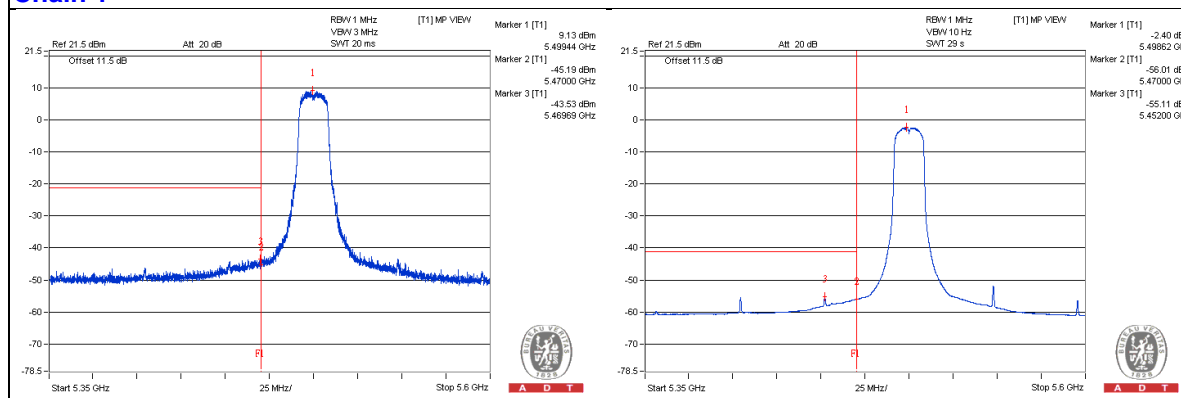 RBW 1 MHz
[T1] MP VIEW
VBW 3 MHz
Ref 21.5 dBm
Att 20 dB
SWT 20 ms
Marker 1 [T1]
9.13 dBm
5.49944 GHz
Marker 2 [T1]
-45.19 dBm
5.47000 GHz
Marker 3 [T1]
-43.53 dBm
5.46969 GHz
21.5
Offset 11.5 dB
10
0
-10
-20
-30
-40
-50
-60
-70
-78.5
1
F1
Start 5.35 GHz
25 MHz/
Stop 5.6 GHz
BUREAU VERITAS
1828
A D T
RBW 1 MHz
[T1] MP VIEW
VBW 10 Hz
Ref 21.5 dBm
Att 20 dB
SWT 29 s
Marker 1 [T1]
-2.40 dB
5.49862 GH
Marker 2 [T1]
-56.01 dB
5.47000 GH
Marker 3 [T1]
-55.11 dB
5.45200 GH
21.5
Offset 11.5 dB
10
0
-10
-20
-30
-40
-50
-60
-70
-78.5
1
3
2
F1
Start 5.35 GHz
25 MHz/
Stop 5.6 GHz
BUREAU VERITAS
1828
A D T